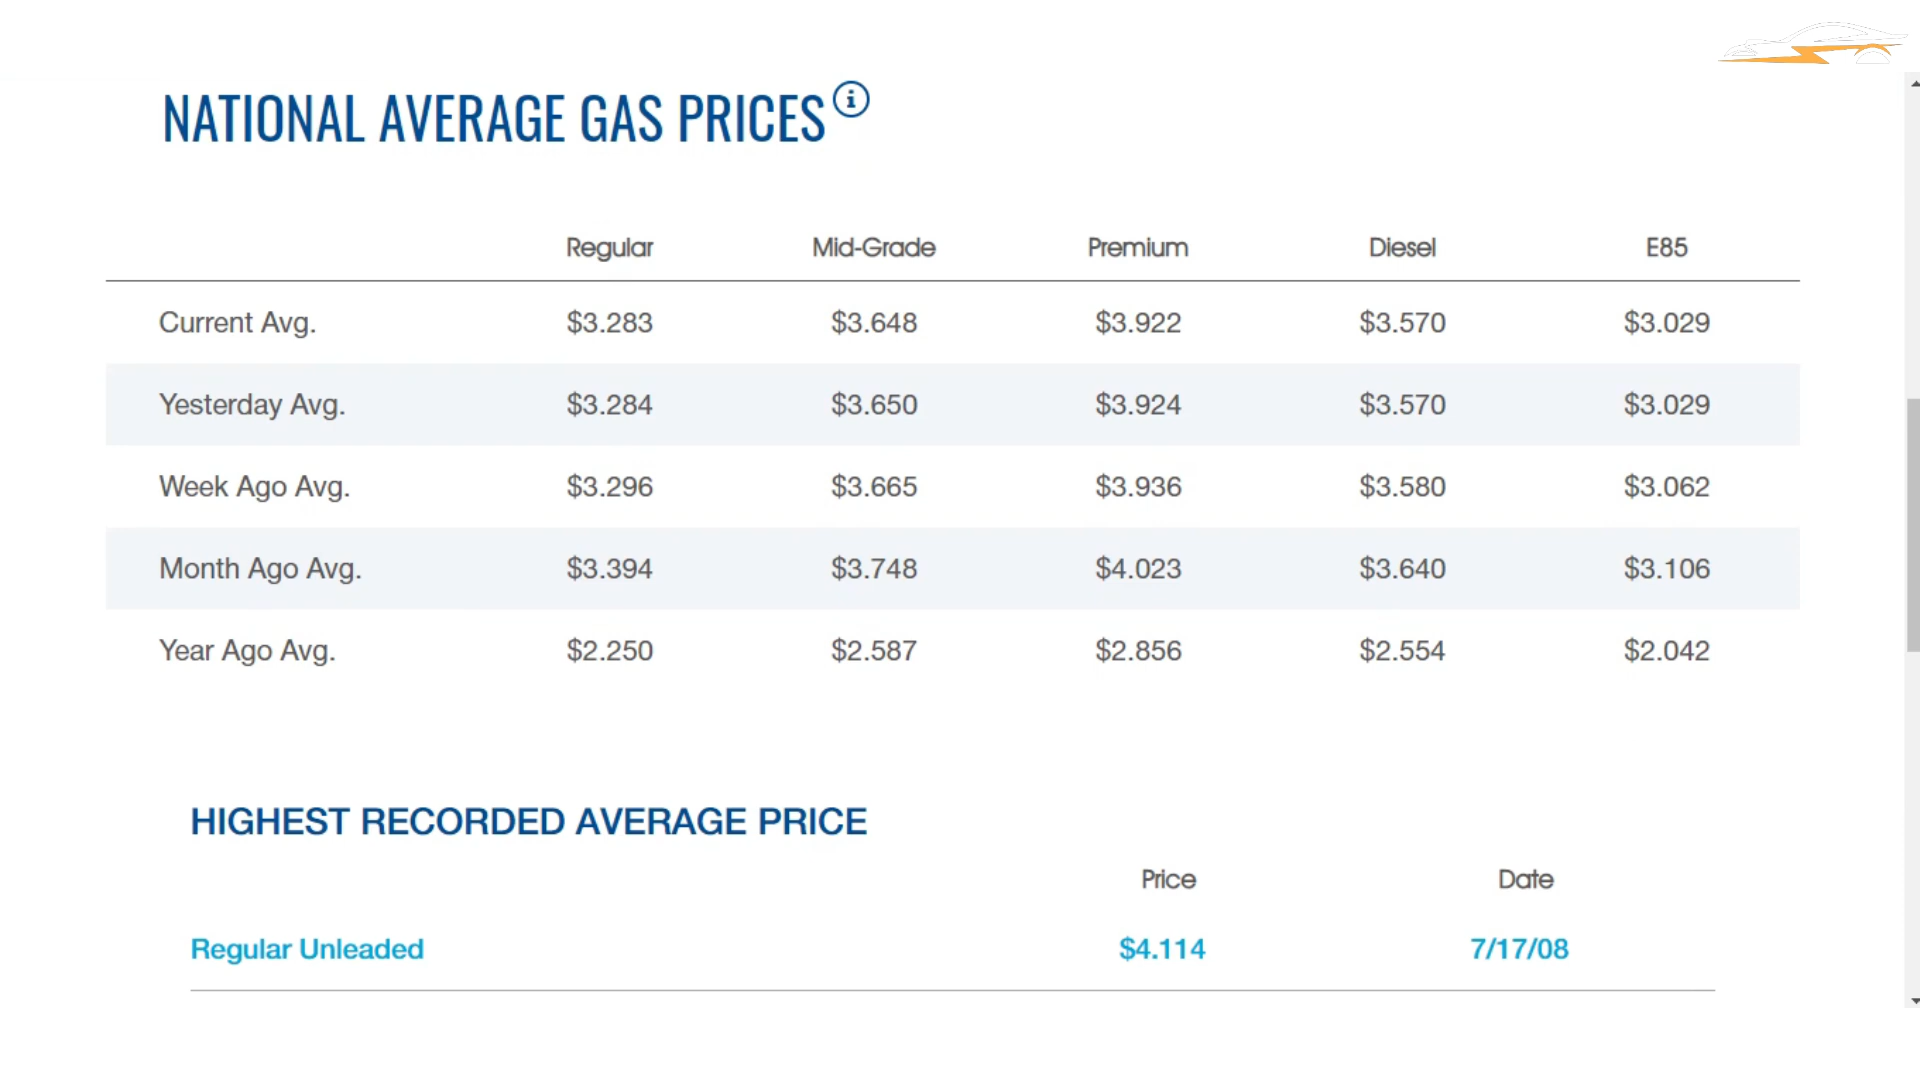 NATIONAL AVERAGE GAS PRICES i
Regular Mid-Grade Premium Diesel E85
Current Avg. $3.283 $3.648 $3.922 $3.570 $3.029
Yesterday Avg. $3.284 $3.650 $3.924 $3.570 $3.029
Week Ago Avg. $3.296 $3.665 $3.936 $3.580 $3.062
Month Ago Avg. $3.394 $3.748 $4.023 $3.640 $3.106
Year Ago Avg. $2.250 $2.587 $2.856 $2.554 $2.042
HIGHEST RECORDED AVERAGE PRICE
Price Date
Regular Unleaded $4.114 7/17/08